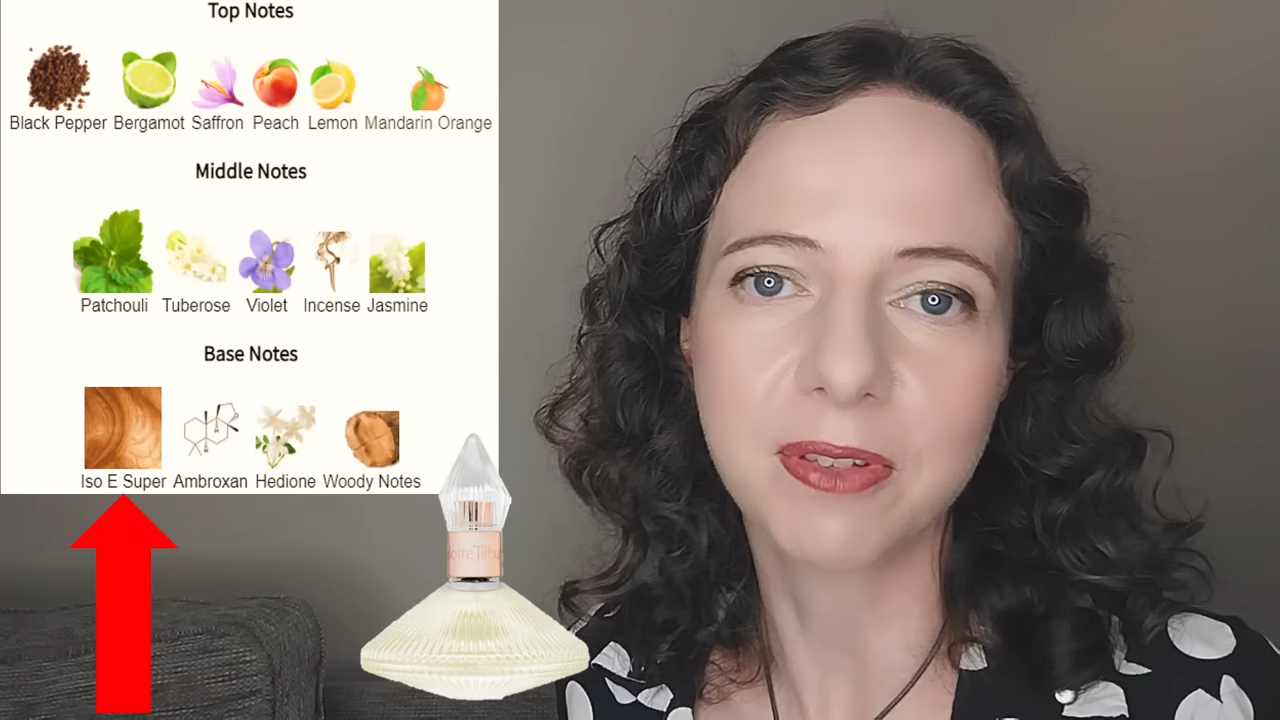 Top Notes
Black Pepper Bergamot Saffron Peach Lemon Mandarin Orange
Middle Notes
Patchouli Tuberose Violet Incense Jasmine
Base Notes
Iso E Super Ambroxan Hedione Woody Notes